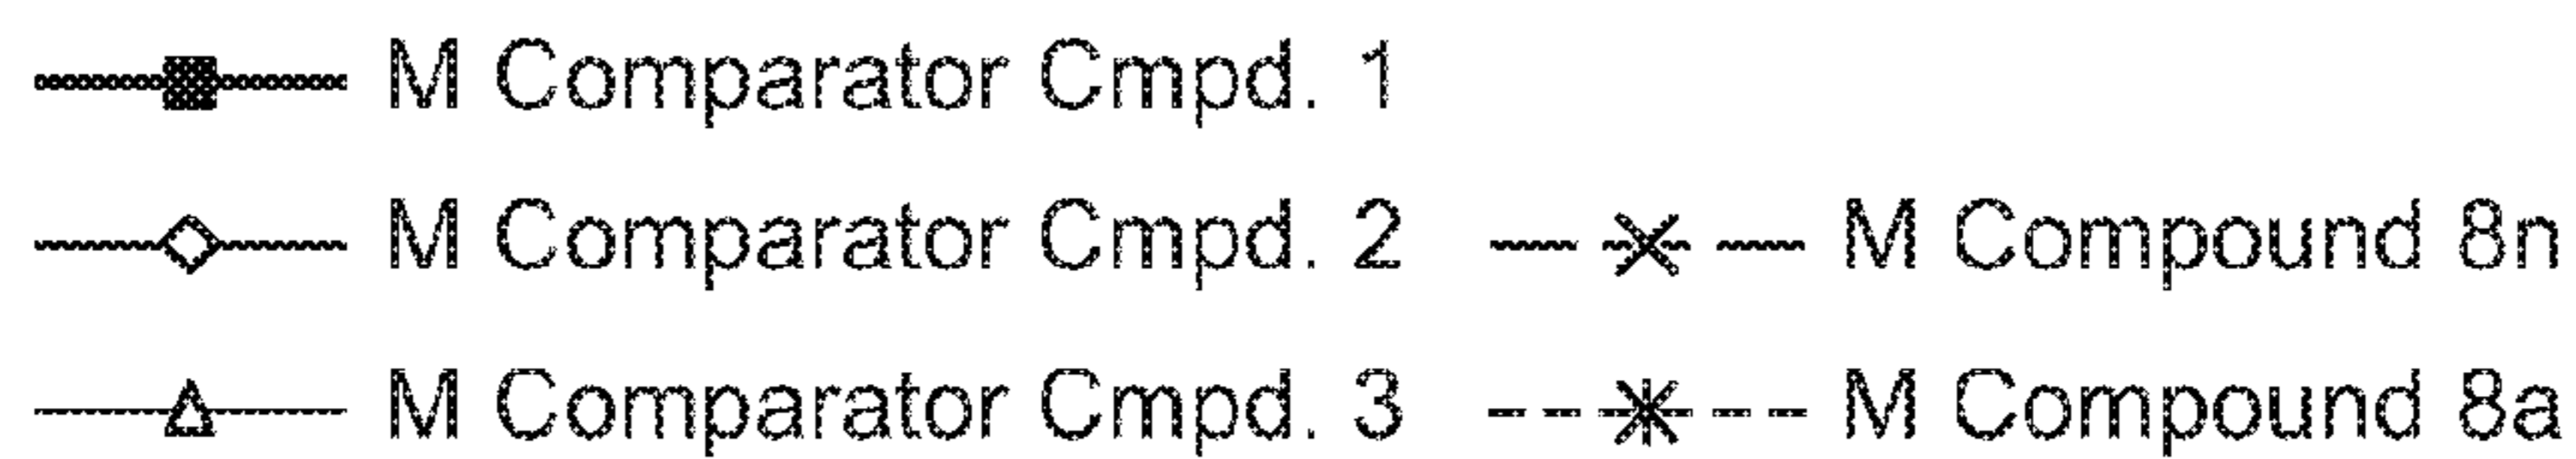 M Comparator Cmpd. 1
M Comparator Cmpd. 2 M Compound 8n
M Comparator Cmpd. 3 M Compound 8a